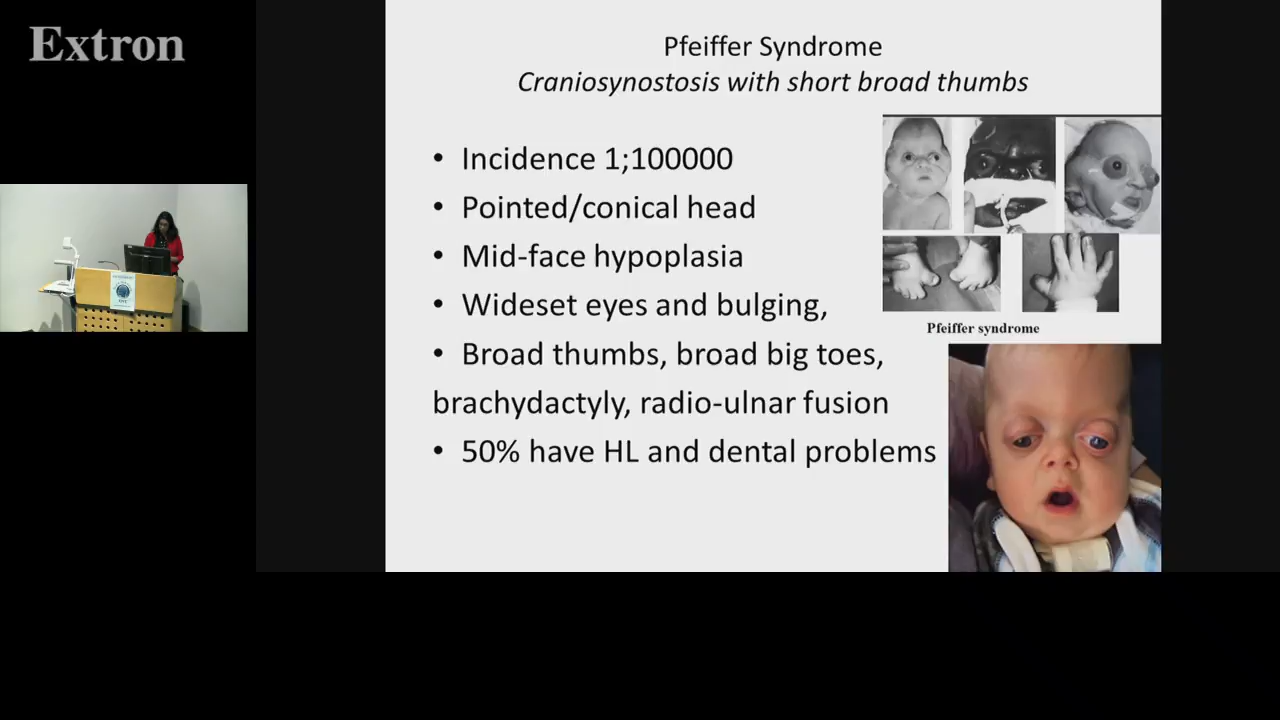 Extron
Pfeiffer Syndrome
Craniosynostosis with short broad thumbs
• Incidence 1;100000
• Pointed/conical head
• Mid-face hypoplasia
• Wideset eyes and bulging,
• Broad thumbs, broad big toes,
brachydactyly, radio-ulnar fusion
• 50% have HL and dental problems
Pfeiffer syndrome